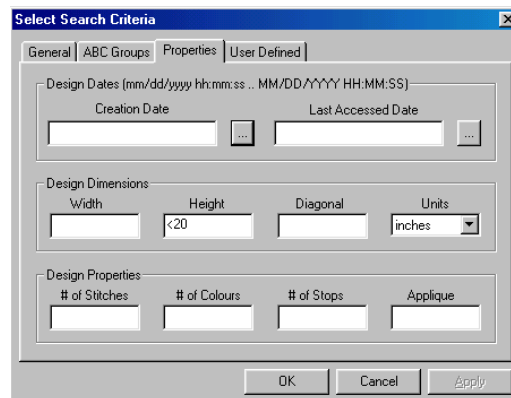 Select Search Criteria
General ABC Groups Properties User Defined
Design Dates (mm/dd/yyyy hh:mm:ss .. MM/DD/YYYY HH:MM:SS)
Creation Date Last Accessed Date
... ...
Design Dimensions
Width Height Diagonal Units
<20 inches
Design Properties
# of Stitches # of Colours # of Stops Applique
OK Cancel Apply